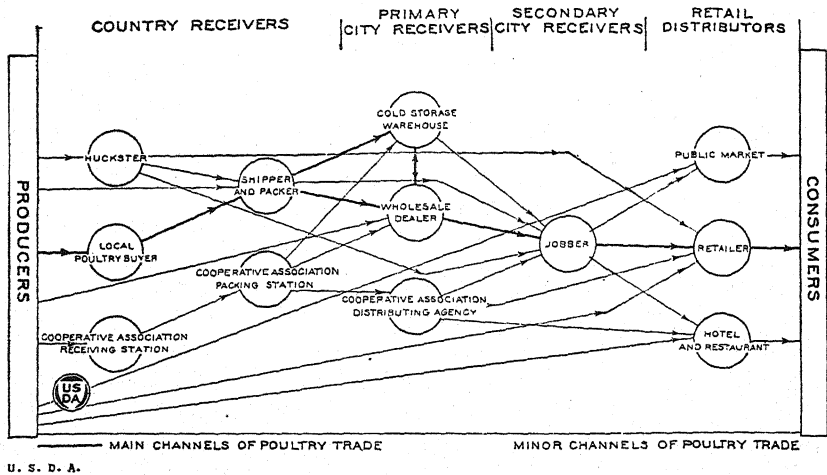 COUNTRY RECEIVERS
PRIMARY
CITY RECEIVERS
SECONDARY
CITY RECEIVERS
RETAIL
DISTRIBUTORS
PRODUCERS
HUCKSTER
LOCAL
POULTRY BUYER
COOPERATIVE ASSOCIATION
RECEIVING STATION
SHIPPER
AND PACKER
COOPERATIVE ASSOCIATION
PACKING STATION
COLD STORAGE
WAREHOUSE
WHOLESALE
DEALER
COOPERATIVE ASSOCIATION
DISTRIBUTING AGENCY
JOBBER
PUBLIC MARKET
RETAILER
HOTEL
AND RESTAURANT
CONSUMERS
US
DA
MAIN CHANNELS OF POULTRY TRADE
MINOR CHANNELS OF POULTRY TRADE
U. S. D. A.